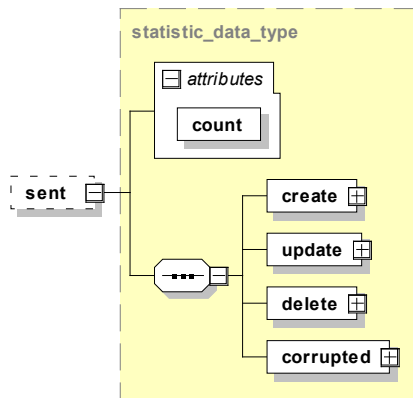 statistic_data_type
attributes
count
sent
create
update
delete
corrupted